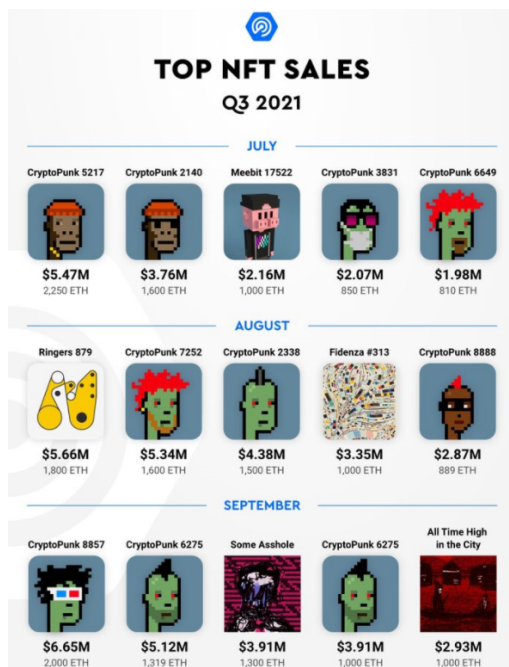 TOP NFT SALES
Q3 2021
JULY
CryptoPunk 5217
CryptoPunk 2140
Meebit 17522
CryptoPunk 3831
CryptoPunk 6649
$5.47M
$3.76M
$2.16M
$2.07M
$1.98M
2,250 ETH
1,600 ETH
1,000 ETH
850 ETH
810 ETH
AUGUST
Ringers 879
CryptoPunk 7252
CryptoPunk 2338
Fidenza #313
CryptoPunk 8888
$5.66M
$5.34M
$4.38M
$3.35M
$2.87M
1,800 ETH
1,600 ETH
1,500 ETH
1,000 ETH
889 ETH
SEPTEMBER
CryptoPunk 8857
CryptoPunk 6275
Some Asshole
CryptoPunk 6275
All Time High
in the City
$6.65M
$5.12M
$3.91M
$3.91M
$2.93M
2,000 ETH
1,319 ETH
1,300 ETH
1,000 ETH
1,000 ETH